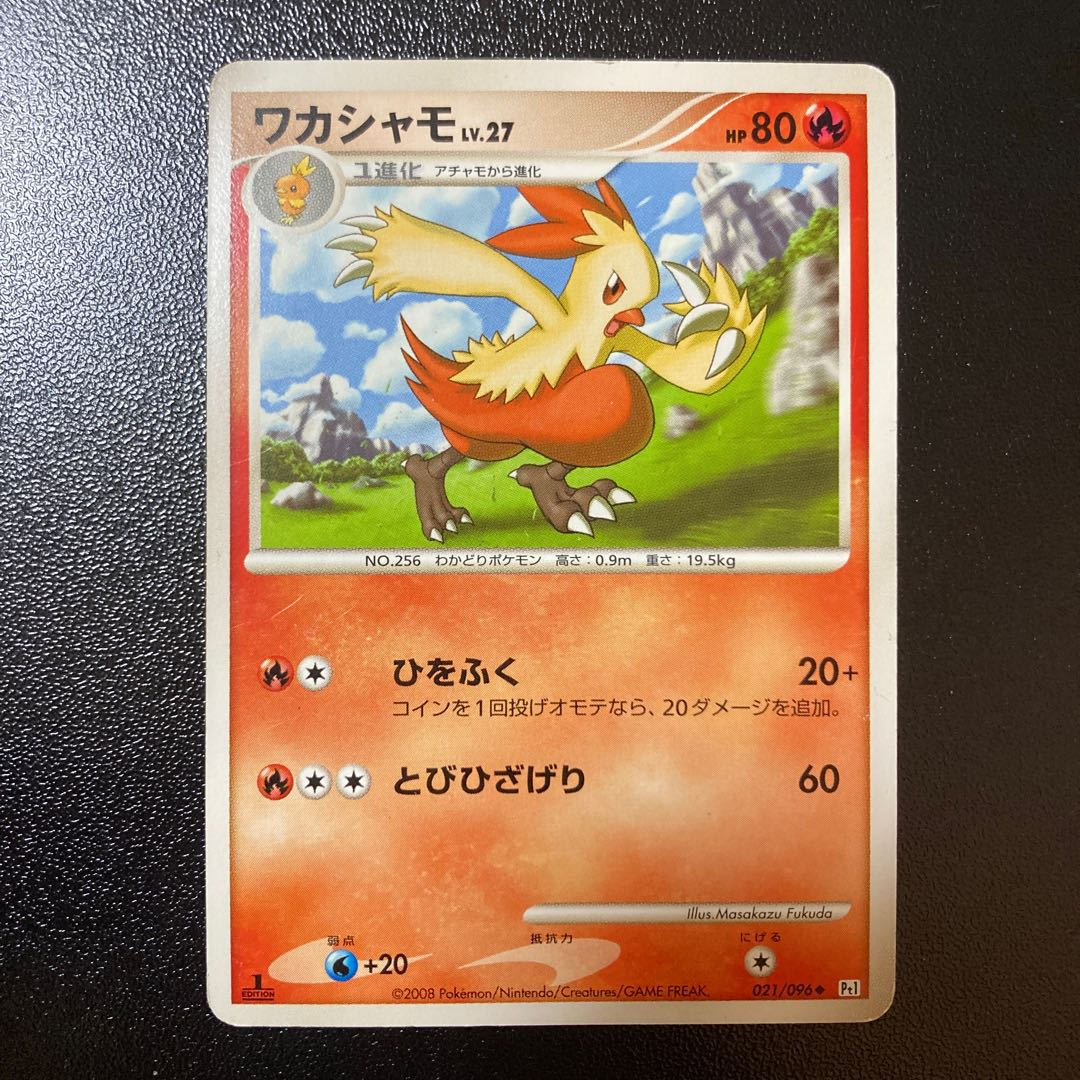 ワカシャモ LV.27 HP 80
1進化 アチャモから進化
NO.256 わかどりポケモン 高さ:0.9m 重さ:19.5kg
ひをふく 20+
コインを1回投げオモテなら、20ダメージを追加。
とびひざげり 60
Illus.Masakazu Fukuda
弱点 抵抗力 にげる
+20
1 EDITION ©2008 Pokémon/Nintendo/Creatures/GAME FREAK. 021/096 Pt1